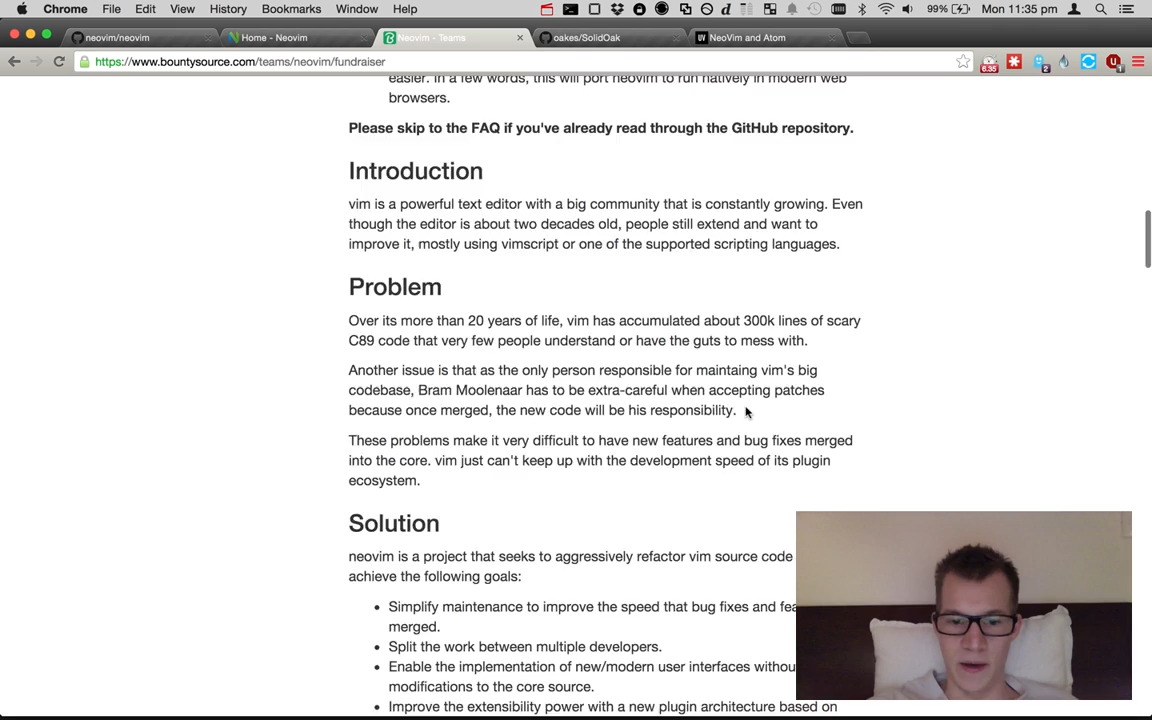 Chrome File Edit View History Bookmarks Window Help 99% Mon 11:35 pm
neovim/neovim Home - Neovim Neovim - Teams oakes/SolidOak NeoVim and Atom
https://www.bountysource.com/teams/neovim/fundraiser 6.35 2 1
easier. In a few words, this will port neovim to run natively in modern web
browsers.
Please skip to the FAQ if you've already read through the GitHub repository.
Introduction
vim is a powerful text editor with a big community that is constantly growing. Even
though the editor is about two decades old, people still extend and want to
improve it, mostly using vimscript or one of the supported scripting languages.
Problem
Over its more than 20 years of life, vim has accumulated about 300k lines of scary
C89 code that very few people understand or have the guts to mess with.
Another issue is that as the only person responsible for maintaing vim's big
codebase, Bram Moolenaar has to be extra-careful when accepting patches
because once merged, the new code will be his responsibility.
These problems make it very difficult to have new features and bug fixes merged
into the core. vim just can't keep up with the development speed of its plugin
ecosystem.
Solution
neovim is a project that seeks to aggressively refactor vim source code
achieve the following goals:
• Simplify maintenance to improve the speed that bug fixes and fea
merged.
• Split the work between multiple developers.
• Enable the implementation of new/modern user interfaces withou
modifications to the core source.
• Improve the extensibility power with a new plugin architecture based on